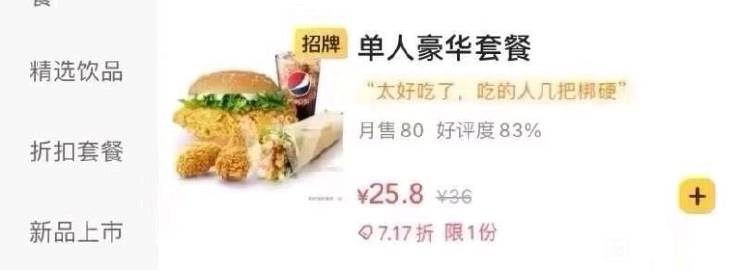 精选饮品
折扣套餐
新品上市
招牌
单人豪华套餐
“太好吃了，吃的人几把梆硬”
月售80 好评度83%
¥25.8 ¥36
7.17折 限1份